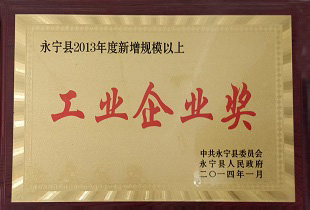 永宁县2013年度新增规模以上
工业企业奖
中共永宁县委员会
永宁县人民政府
二〇一四年一月